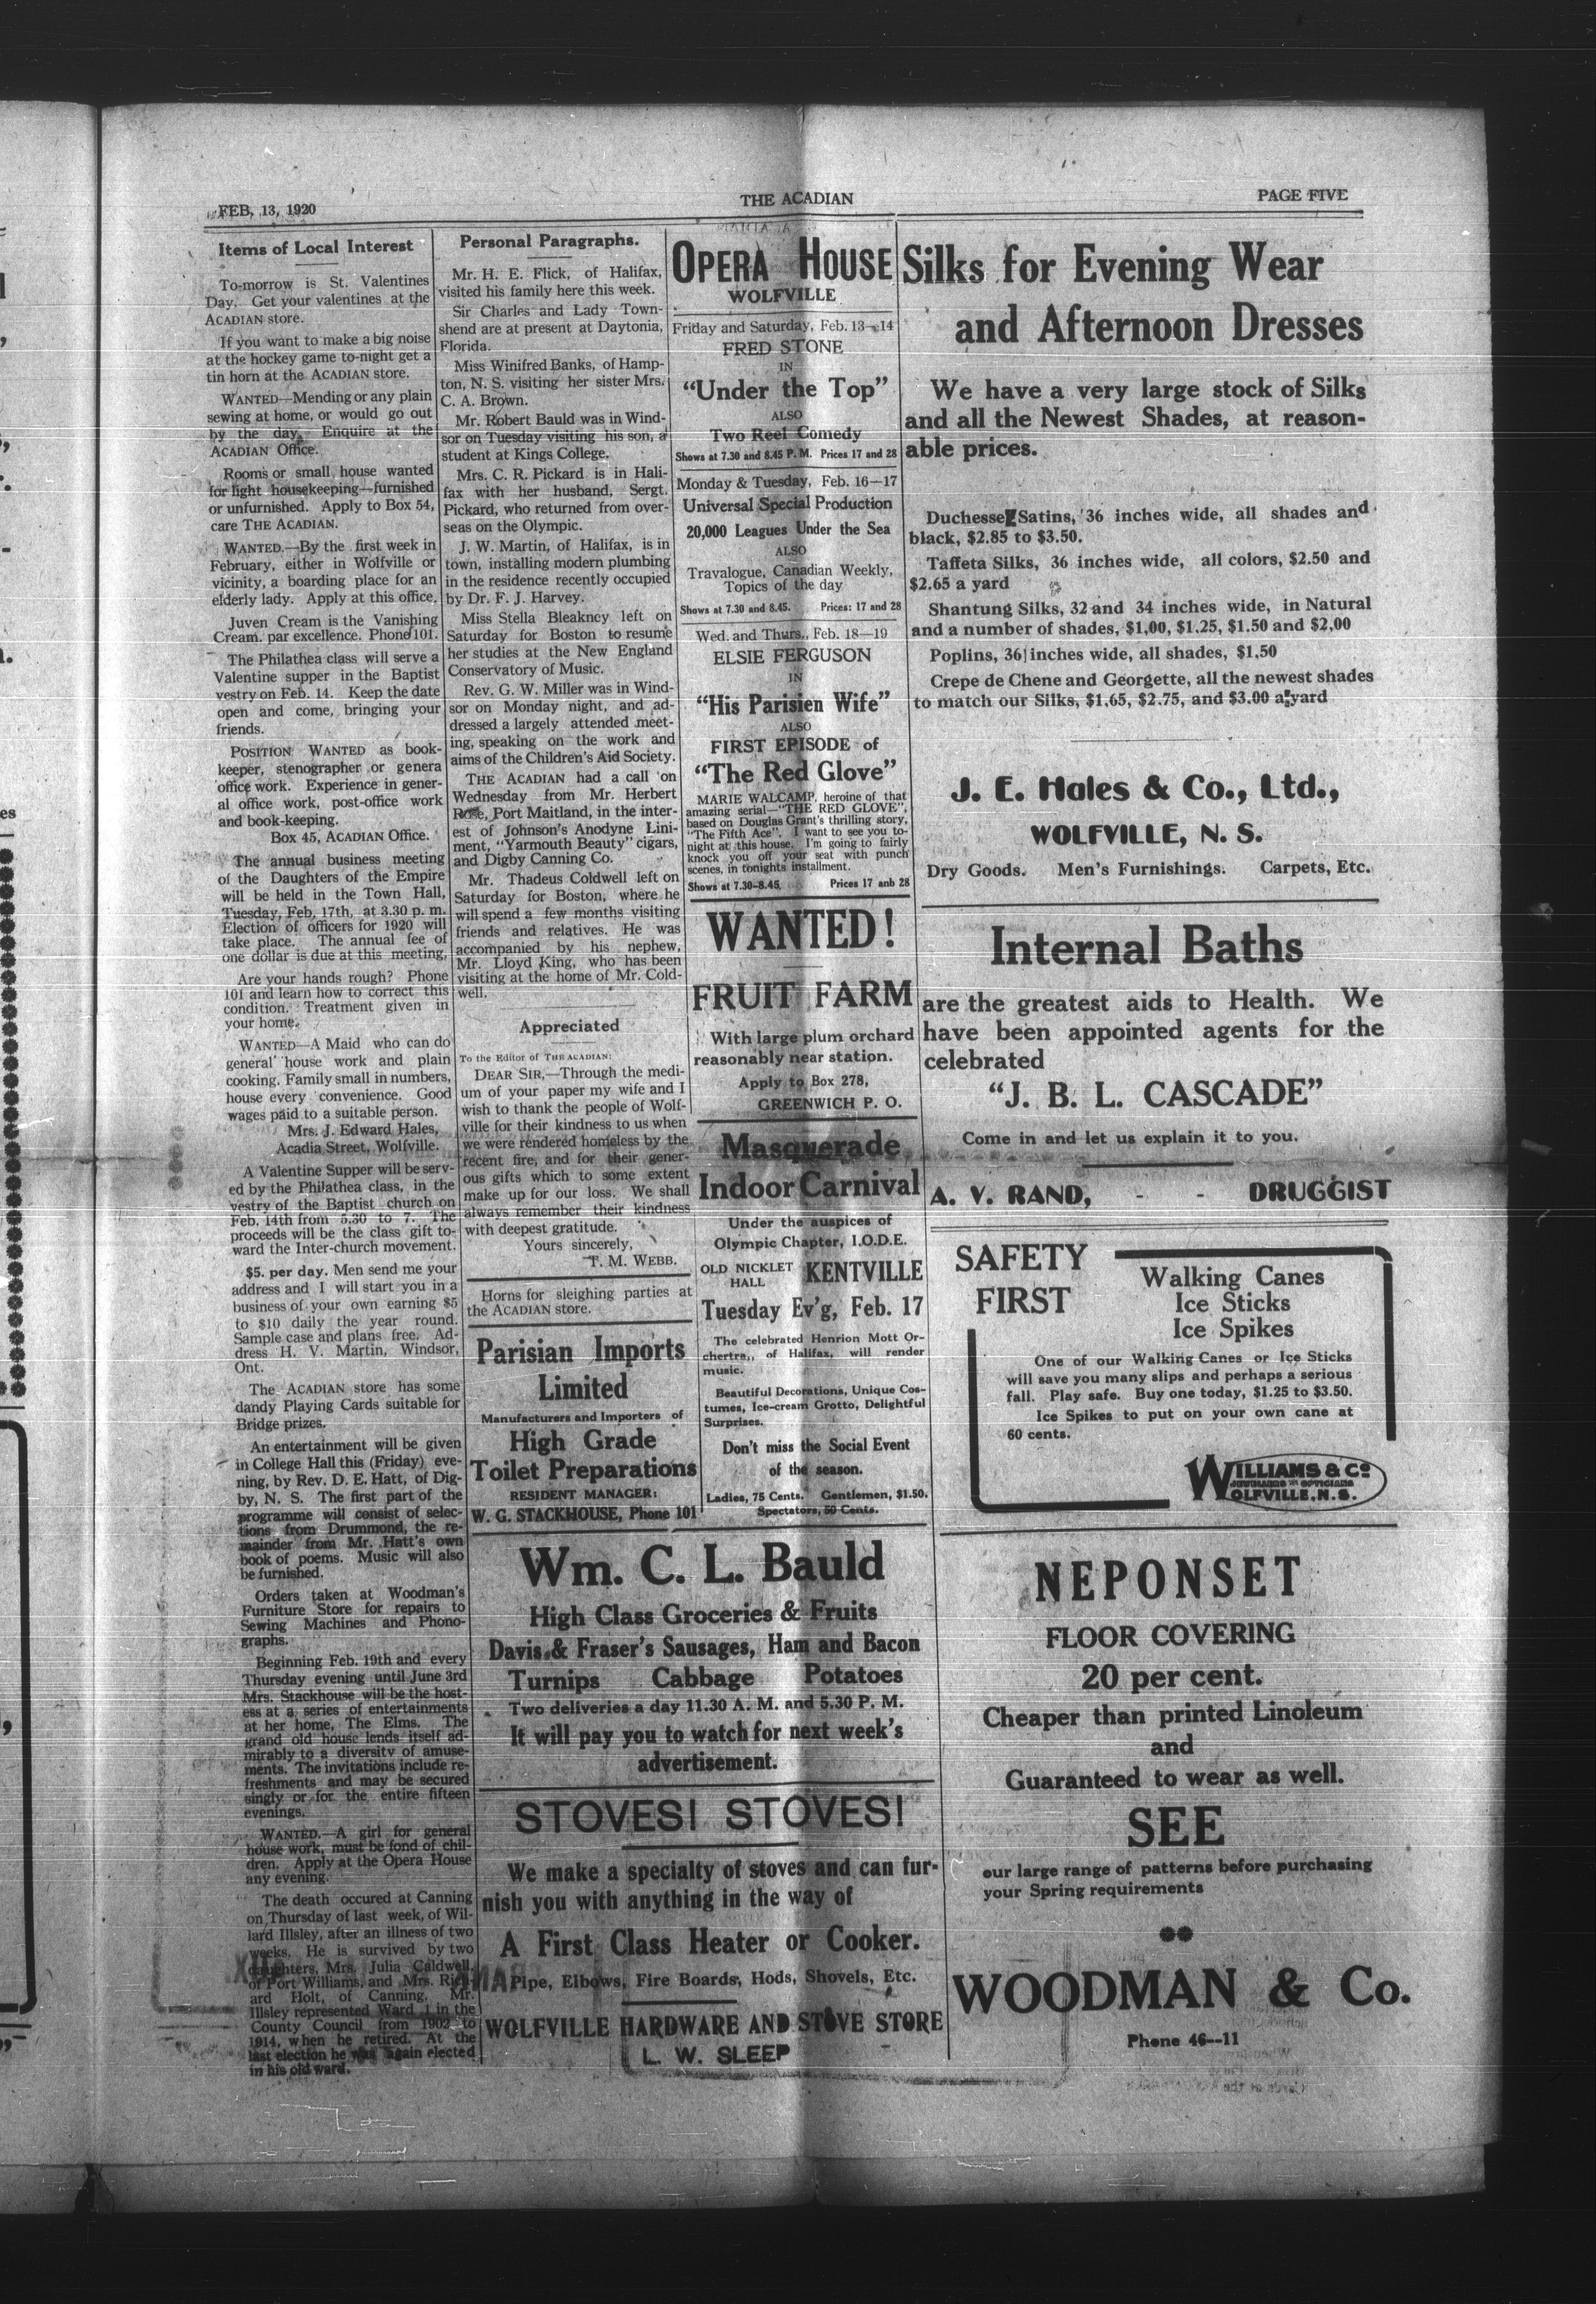 FEB, 13, 1920
THE ACADIAN
PAGE FIVE
Items of Local Interest
To-morrow is St. Valentines
Day. Get your valentines at the
ACADIAN store.
If you want to make a big noise
at the hockey game to-night get a
tin horn at the ACADIAN store.
WANTED—Mending or any plain
sewing at home, or would go out
by the day. Enquire at the
ACADIAN Office.
Rooms or small house wanted
for light housekeeping—furnished
or unfurnished. Apply to Box 54,
care THE ACADIAN.
WANTED.—By the first week in
February, either in Wolfville or
vicinity, a boarding place for an
elderly lady. Apply at this office.
Juven Cream is the Vanishing
Cream. par excellence. Phone 101.
The Philathea class will serve a
Valentine supper in the Baptist
vestry on Feb. 14. Keep the date
open and come, bringing your
friends.
POSITION WANTED as book-
keeper, stenographer or genera
office work. Experience in gener-
al office work, post-office work
and book-keeping.
Box 45, ACADIAN Office.
The annual business meeting
of the Daughters of the Empire
will be held in the Town Hall,
Tuesday, Feb, 17th, at 3.30 p. m.
Election of officers for 1920 will
take place. The annual fee of
one dollar is due at this meeting,
Are your hands rough? Phone
101 and learn how to correct this
condition. Treatment given in
your home.
WANTED—A Maid who can do
general house work and plain
cooking. Family small in numbers,
house every convenience. Good
wages paid to a suitable person.
Mrs. J. Edward Hales,
Acadia Street, Wolfville.
A Valentine Supper will be serv-
ed by the Philathea class, in the
vestry of the Baptist church on
Feb. 14th from 5.30 to 7. The
proceeds will be the class gift to-
ward the Inter-church movement.
$5. per day. Men send me your
address and I will start you in a
business of your own earning $5
to $10 daily the year round.
Sample case and plans free. Ad-
dress H. V. Martin, Windsor,
Ont.
The ACADIAN store has some
dandy Playing Cards suitable for
Bridge prizes.
An entertainment will be given
in College Hall this (Friday) eve-
ning, by Rev. D. E. Hatt, of Dig-
by, N. S. The first part of the
programme will consist of selec-
tions from Drummond, the re-
mainder from Mr. Hatt's own
book of poems. Music will also
be furnished.
Orders taken at Woodman's
Furniture Store for repairs to
Sewing Machines and Phono-
graphs.
Beginning Feb. 19th and every
Thursday evening until June 3rd
Mrs. Stackhouse will be the host-
ess at a series of entertainments
at her home, The Elms. The
grand old house lends itself ad-
mirably to a diversity of amuse-
ments. The invitations include re-
freshments and may be secured
singly or for the entire fifteen
evenings.
WANTED.—A girl for general
house work, must be fond of chil-
dren. Apply at the Opera House
any evening.
The death occured at Canning
on Thursday of last week, of Wil-
lard Illsley, after an illness of two
weeks. He is survived by two
daughters, Mrs. Julia Caldwell,
of Port Williams, and Mrs. Rich-
ard Holt, of Canning. Mr.
Illsley represented Ward 1 in the
County Council from 1902 to
1914, when he retired. At the
last election he was again elected
in his old ward.
Personal Paragraphs.
Mr. H. E. Flick, of Halifax,
visited his family here this week.
Sir Charles and Lady Town-
shend are at present at Daytonia,
Florida.
Miss Winifred Banks, of Hamp-
ton, N. S. visiting her sister Mrs.
C. A. Brown.
Mr. Robert Bauld was in Wind-
sor on Tuesday visiting his son, a
student at Kings College.
Mrs. C. R. Pickard is in Hali-
fax with her husband, Sergt.
Pickard, who returned from over-
seas on the Olympic.
J. W. Martin, of Halifax, is in
town, installing modern plumbing
in the residence recently occupied
by Dr. F. J. Harvey.
Miss Stella Bleakney left on
Saturday for Boston to resume
her studies at the New England
Conservatory of Music.
Rev. G. W. Miller was in Wind-
sor on Monday night, and ad-
dressed a largely attended meet-
ing, speaking on the work and
aims of the Children's Aid Society.
THE ACADIAN had a call on
Wednesday from Mr. Herbert
Rose, Port Maitland, in the inter-
est of Johnson's Anodyne Lini-
ment, "Yarmouth Beauty" cigars,
and Digby Canning Co.
Mr. Thadeus Coldwell left on
Saturday for Boston, where he
will spend a few months visiting
friends and relatives. He was
accompanied by his nephew,
Mr. Lloyd King, who has been
visiting at the home of Mr. Cold-
well.
Appreciated
To the Editor of THE ACADIAN:
DEAR SIR,—Through the medi-
um of your paper my wife and I
wish to thank the people of Wolf-
ville for their kindness to us when
we were rendered homeless by the
recent fire, and for their gener-
ous gifts which to some extent
make up for our loss. We shall
always remember their kindness
with deepest gratitude.
Yours sincerely,
T. M. WEBB.
Horns for sleighing parties at
the ACADIAN store.
Parisian Imports
Limited
Manufacturers and Importers of
High Grade
Toilet Preparations
RESIDENT MANAGER:
W. G. STACKHOUSE, Phone 101
OPERA HOUSE
WOLFVILLE
Friday and Saturday, Feb. 13—14
FRED STONE
IN
"Under the Top"
ALSO
Two Reel Comedy
Shows at 7.30 and 8.45 P. M. Prices 17 and 28
Monday & Tuesday, Feb. 16—17
Universal Special Production
20,000 Leagues Under the Sea
ALSO
Travalogue, Canadian Weekly,
Topics of the day
Shows at 7.30 and 8.45. Prices: 17 and 28
Wed. and Thurs., Feb. 18—19
ELSIE FERGUSON
IN
"His Parisien Wife"
ALSO
FIRST EPISODE of
"The Red Glove"
MARIE WALCAMP, heroine of that
amazing serial—"THE RED GLOVE",
based on Douglas Grant's thrilling story,
"The Fifth Ace". I want to see you to-
night at this house. I'm going to fairly
knock you off your seat with punch
scenes, in tonights installment.
Shows at 7.30-8.45. Prices 17 anb 28
WANTED!
FRUIT FARM
With large plum orchard
reasonably near station.
Apply to Box 278,
GREENWICH P. O.
Masquerade
Indoor Carnival
Under the auspices of
Olympic Chapter, I.O.D.E.
OLD NICKLET
HALL
KENTVILLE
Tuesday Ev'g, Feb. 17
The celebrated Henrion Mott Or-
chertra,, of Halifax, will render
music.
Beautiful Decorations, Unique Cos-
tumes, Ice-cream Grotto, Delightful
Surprises.
Don't miss the Social Event
of the season.
Ladies, 75 Cents. Gentlemen, $1.50.
Spectators, 50 Cents.
Wm. C. L. Bauld
High Class Groceries & Fruits
Davis & Fraser's Sausages, Ham and Bacon
Turnips Cabbage Potatoes
Two deliveries a day 11.30 A. M. and 5.30 P. M.
It will pay you to watch for next week's
advertisement.
STOVES! STOVES!
We make a specialty of stoves and can fur-
nish you with anything in the way of
A First Class Heater or Cooker.
Pipe, Elbows, Fire Boards, Hods, Shovels, Etc.
WOLFVILLE HARDWARE AND STOVE STORE
L. W. SLEEP
Silks for Evening Wear
and Afternoon Dresses
We have a very large stock of Silks
and all the Newest Shades, at reason-
able prices.
Duchesse Satins, 36 inches wide, all shades and
black, $2.85 to $3.50.
Taffeta Silks, 36 inches wide, all colors, $2.50 and
$2.65 a yard
Shantung Silks, 32 and 34 inches wide, in Natural
and a number of shades, $1,00, $1.25, $1.50 and $2,00
Poplins, 36 inches wide, all shades, $1.50
Crepe de Chene and Georgette, all the newest shades
to match our Silks, $1,65, $2.75, and $3.00 a yard
J. E. Hales & Co., Ltd.,
WOLFVILLE, N. S.
Dry Goods. Men's Furnishings. Carpets, Etc.
Internal Baths
are the greatest aids to Health. We
have been appointed agents for the
celebrated
"J. B. L. CASCADE"
Come in and let us explain it to you.
A. V. RAND, - - DRUGGIST
SAFETY
FIRST
Walking Canes
Ice Sticks
Ice Spikes
One of our Walking Canes or Ice Sticks
will save you many slips and perhaps a serious
fall. Play safe. Buy one today, $1.25 to $3.50.
Ice Spikes to put on your own cane at
60 cents.
WILLIAMS & Co
WOLFVILLE, N.S.
NEPONSET
FLOOR COVERING
20 per cent.
Cheaper than printed Linoleum
and
Guaranteed to wear as well.
SEE
our large range of patterns before purchasing
your Spring requirements
WOODMAN & Co.
Phone 46--11